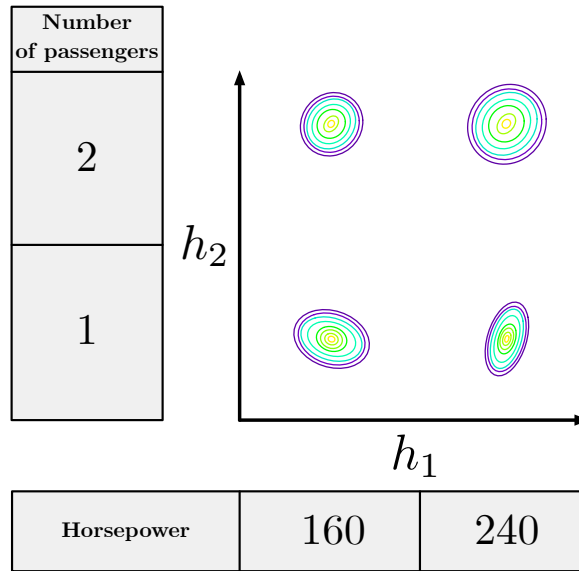 Number
of passengers
2
1
h₂
h₁
Horsepower
160
240